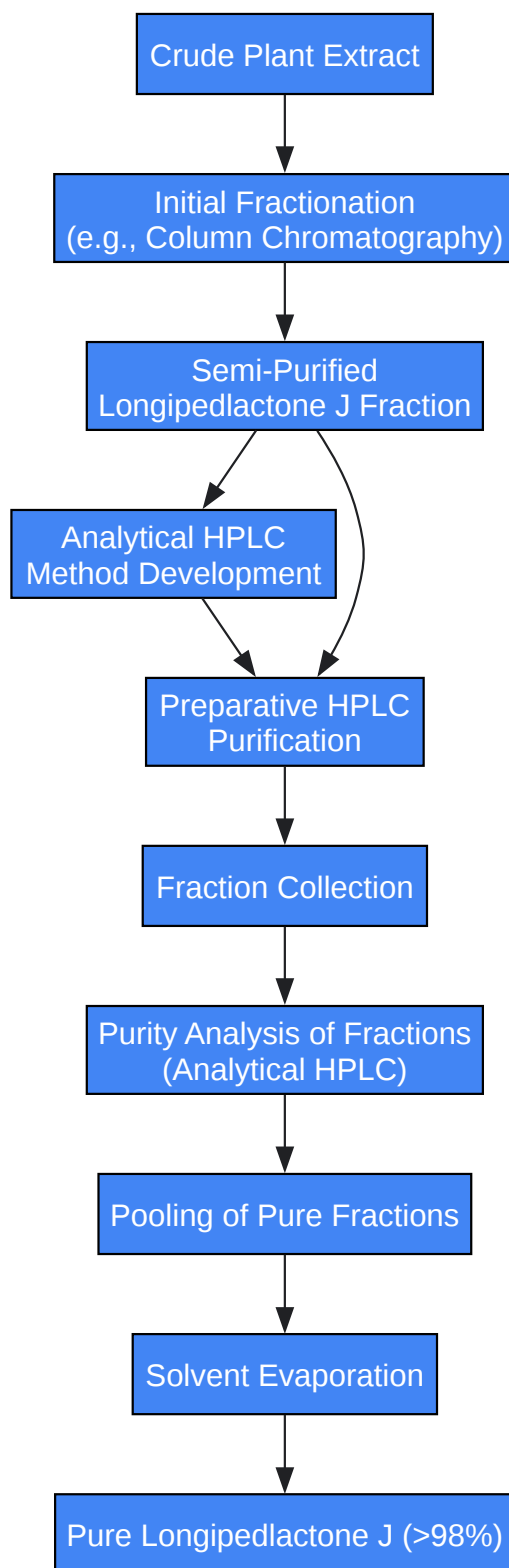 Crude Plant Extract
Initial Fractionation
(e.g., Column Chromatography)
Semi-Purified
Longipedlactone J Fraction
Analytical HPLC
Method Development
Preparative HPLC
Purification
Fraction Collection
Purity Analysis of Fractions
(Analytical HPLC)
Pooling of Pure Fractions
Solvent Evaporation
Pure Longipedlactone J (>98%)